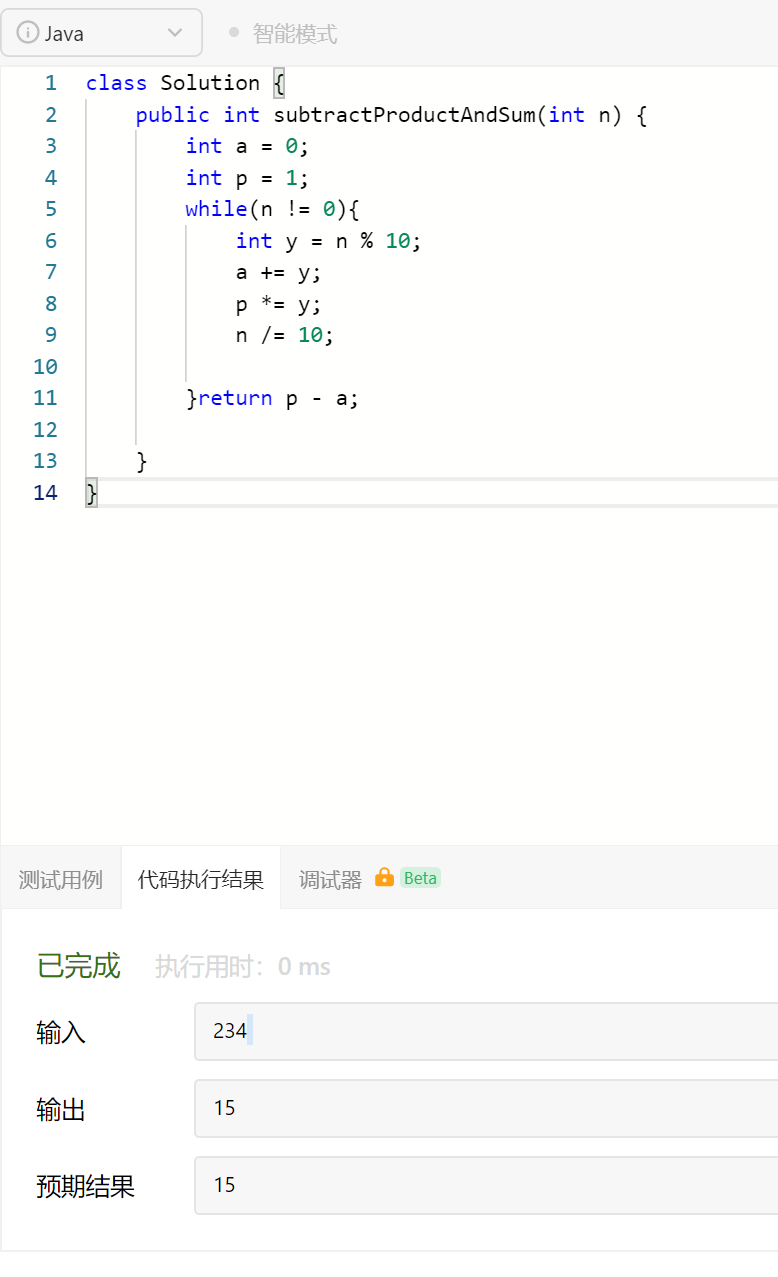 Java
智能模式
1 class Solution {
2 public int subtractProductAndSum(int n) {
3 int a = 0;
4 int p = 1;
5 while(n != 0){
6 int y = n % 10;
7 a += y;
8 p *= y;
9 n /= 10;
10
11 }return p - a;
12
13 }
14 }
测试用例 代码执行结果 调试器 Beta
已完成 执行用时: 0 ms
输入 234
输出 15
预期结果 15